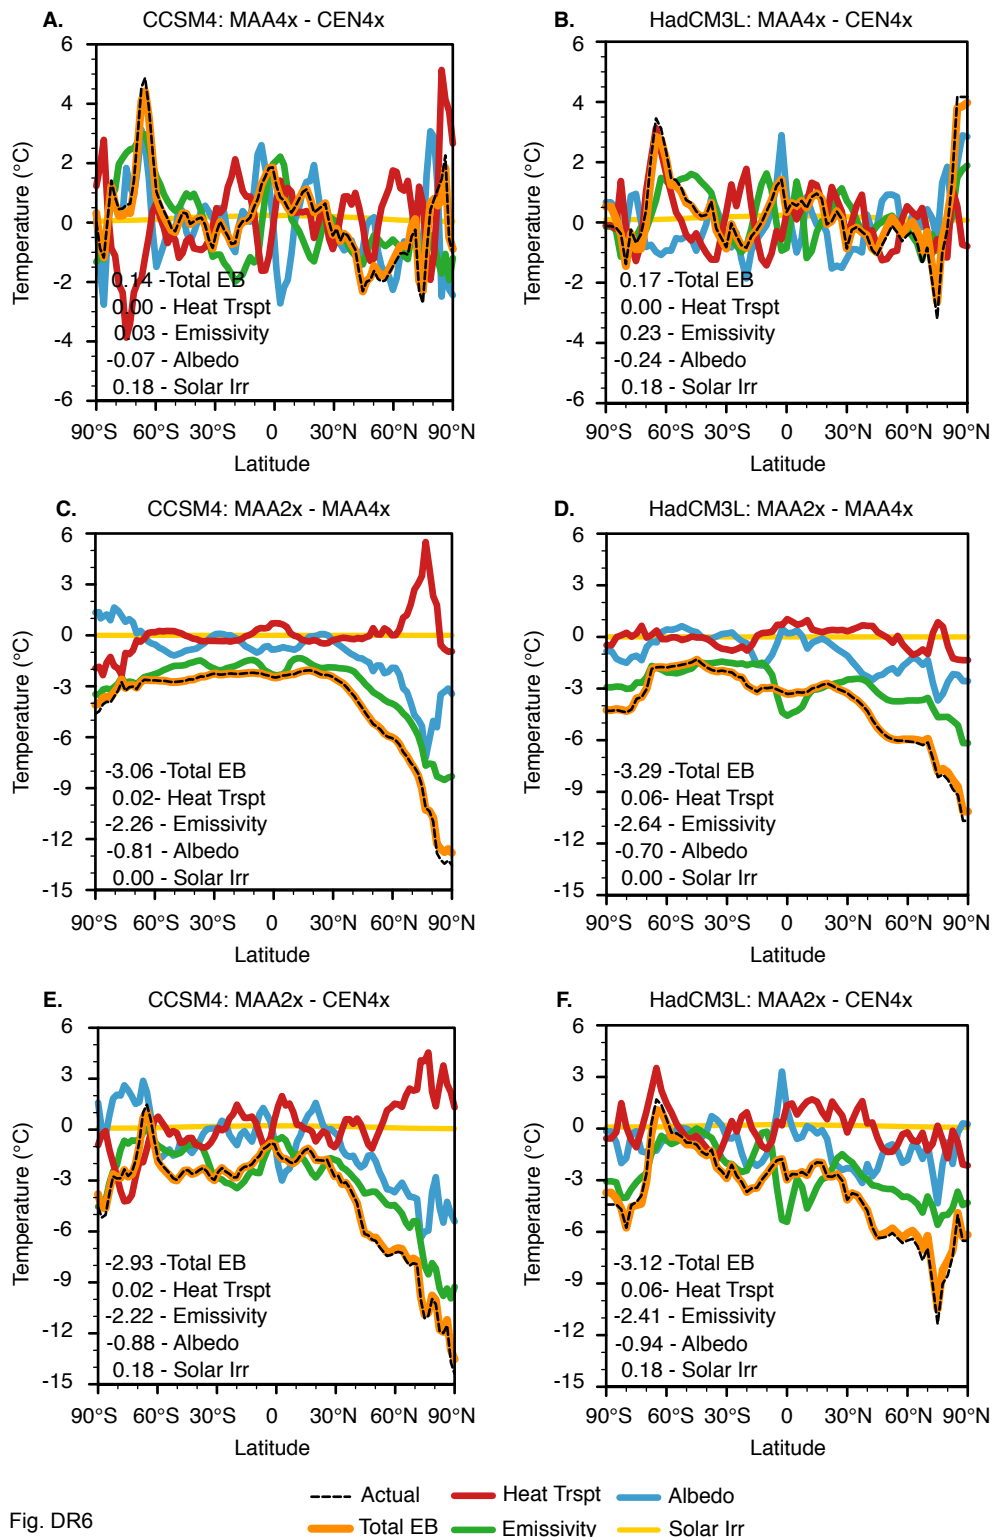 A. CCSM4: MAA4x - CEN4x
Temperature (°C)
6
4
2
0
-2
-4
-6
0.14 -Total EB
0.00 - Heat Trspt
0.03 - Emissivity
-0.07 - Albedo
0.18 - Solar Irr
90°S 60°S 30°S 0 30°N 60°N 90°N
Latitude
B. HadCM3L: MAA4x - CEN4x
Temperature (°C)
6
4
2
0
-2
-4
-6
0.17 -Total EB
0.00 - Heat Trspt
0.23 - Emissivity
-0.24 - Albedo
0.18 - Solar Irr
90°S 60°S 30°S 0 30°N 60°N 90°N
Latitude
C. CCSM4: MAA2x - MAA4x
Temperature (°C)
6
3
0
-3
-6
-9
-12
-15
-3.06 -Total EB
0.02- Heat Trspt
-2.26 - Emissivity
-0.81 - Albedo
0.00 - Solar Irr
90°S 60°S 30°S 0 30°N 60°N 90°N
Latitude
D. HadCM3L: MAA2x - MAA4x
Temperature (°C)
6
3
0
-3
-6
-9
-12
-15
-3.29 -Total EB
0.06- Heat Trspt
-2.64 - Emissivity
-0.70 - Albedo
0.00 - Solar Irr
90°S 60°S 30°S 0 30°N 60°N 90°N
Latitude
E. CCSM4: MAA2x - CEN4x
Temperature (°C)
6
3
0
-3
-6
-9
-12
-15
-2.93 -Total EB
0.02 - Heat Trspt
-2.22 - Emissivity
-0.88 - Albedo
0.18 - Solar Irr
90°S 60°S 30°S 0 30°N 60°N 90°N
Latitude
F. HadCM3L: MAA2x - CEN4x
Temperature (°C)
6
3
0
-3
-6
-9
-12
-15
-3.12 -Total EB
0.06- Heat Trspt
-2.41 - Emissivity
-0.94 - Albedo
0.18 - Solar Irr
90°S 60°S 30°S 0 30°N 60°N 90°N
Latitude
Actual Heat Trspt Albedo
Total EB Emissivity Solar Irr
Fig. DR6